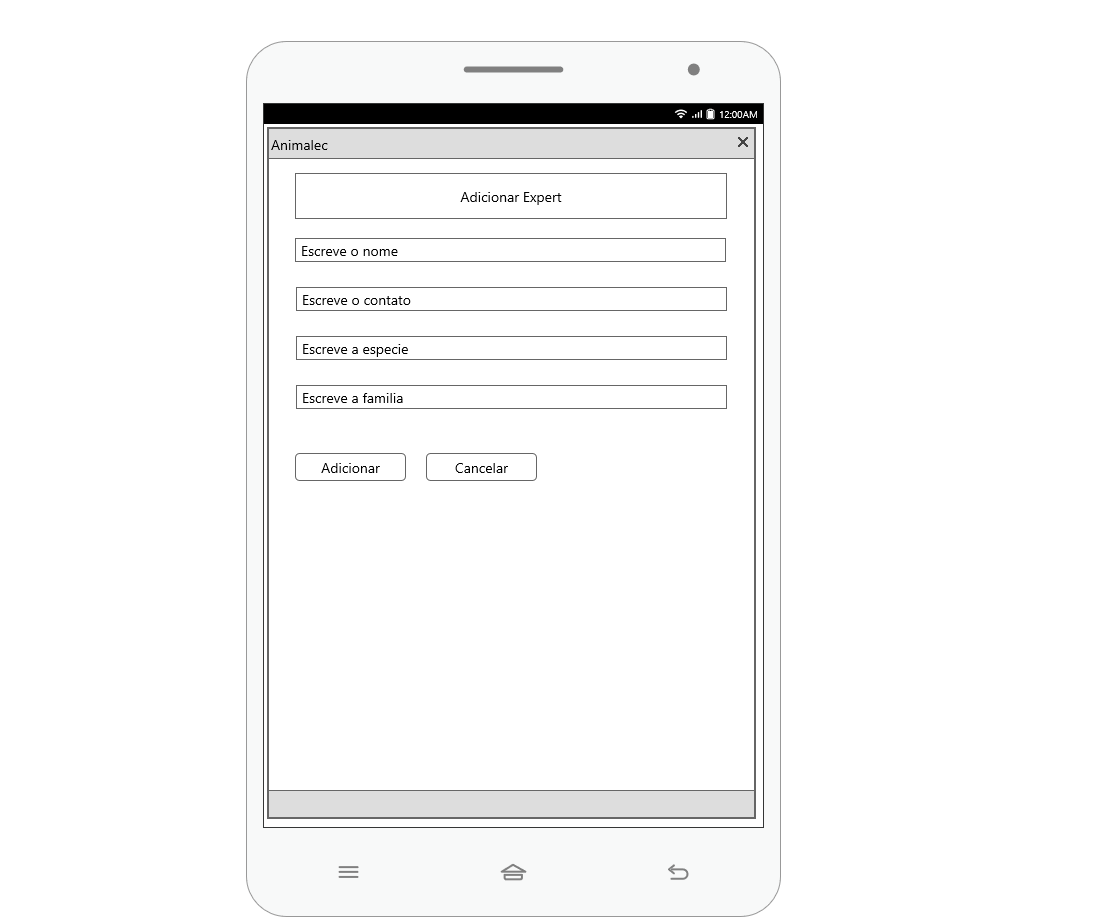 12:00AM
Animalec
Adicionar Expert
Escreve o nome
Escreve o contato
Escreve a especie
Escreve a familia
Adicionar Cancelar